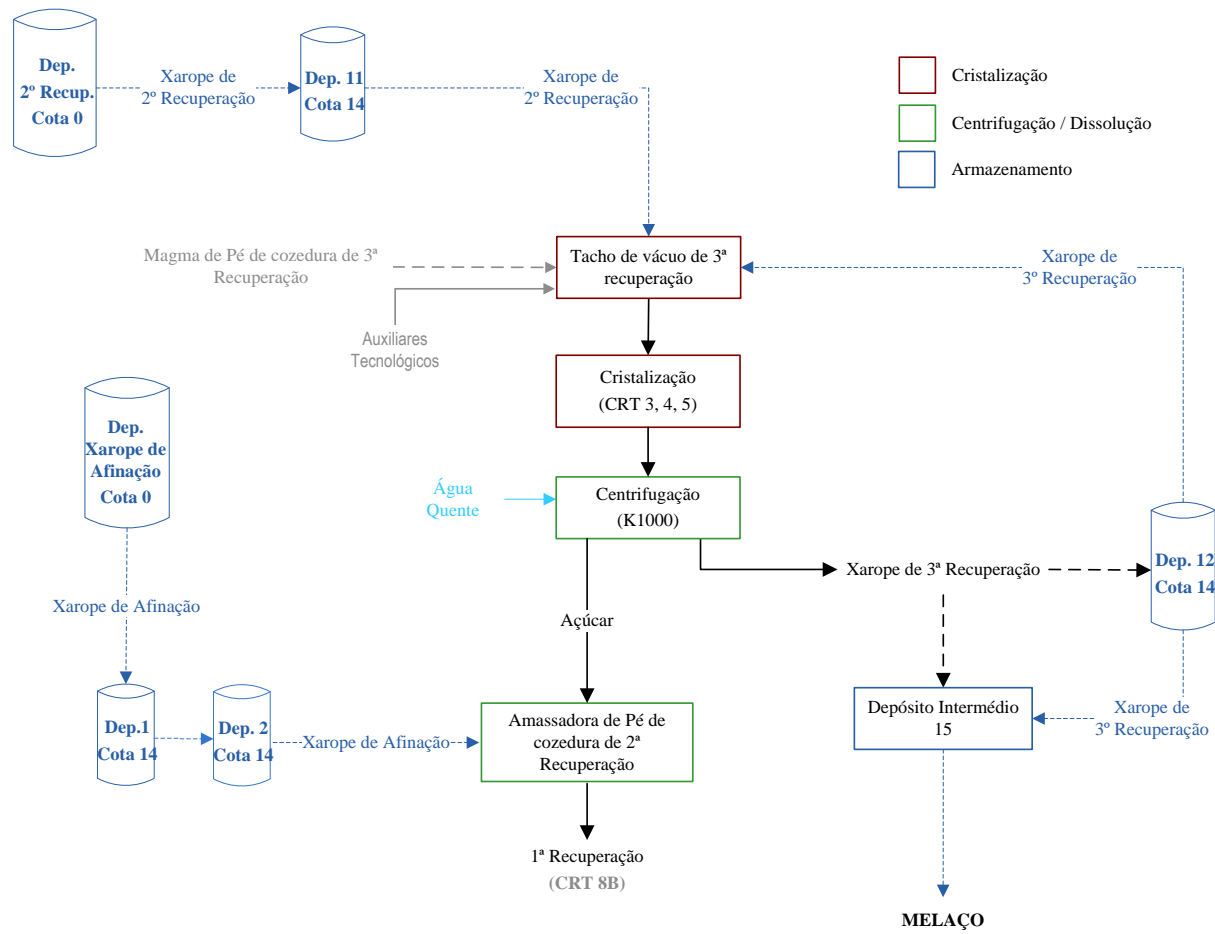 Dep.
2º Recup.
Cota 0
Xarope de
2º Recuperação
Dep. 11
Cota 14
Xarope de
2º Recuperação
Cristalização
Centrifugação / Dissolução
Armazenamento
Magma de Pé de cozedura de 3ª
Recuperação
Tacho de vácuo de 3ª
recuperação
Xarope de
3º Recuperação
Auxiliares
Tecnológicos
Cristalização
(CRT 3, 4, 5)
Dep.
Xarope de
Afinação
Cota 0
Água
Quente
Centrifugação
(K1000)
Xarope de 3ª Recuperação
Dep. 12
Cota 14
Xarope de Afinação
Açúcar
Dep.1
Cota 14
Dep. 2
Cota 14
Xarope de Afinação
Amassadora de Pé de
cozedura de 2ª
Recuperação
Depósito Intermédio
15
Xarope de
3º Recuperação
1ª Recuperação
(CRT 8B)
MELAÇO